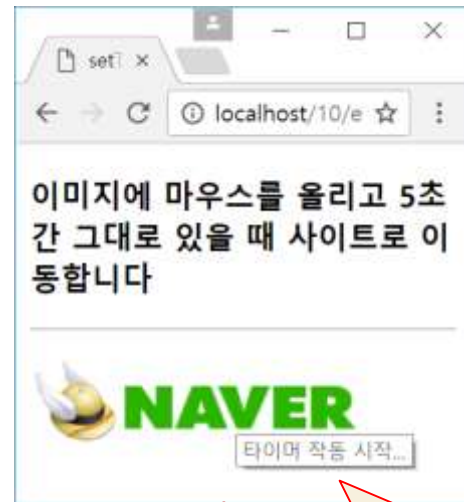 setT
localhost/10/e
이미지에 마우스를 올리고 5초
간 그대로 있을 때 사이트로 이
동합니다
NAVER
타이머 작동 시작...